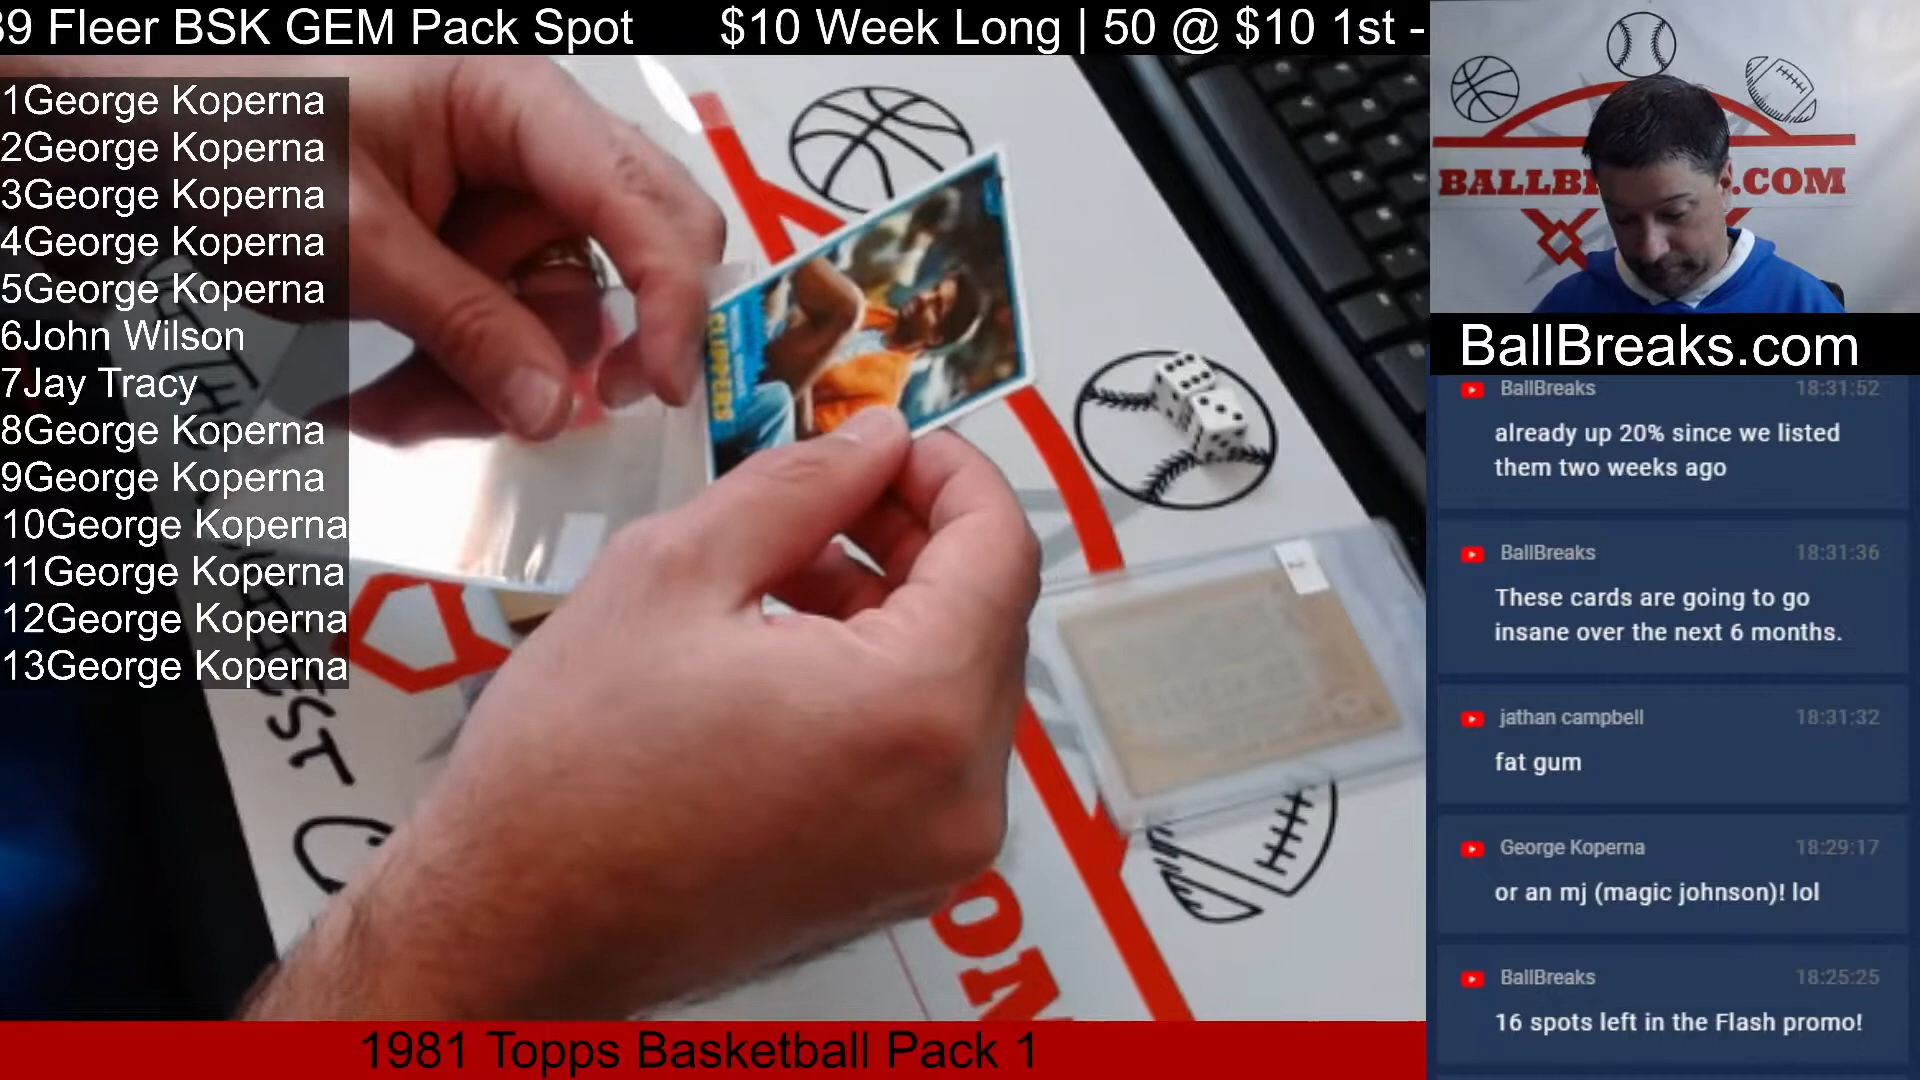 39 Fleer BSK GEM Pack Spot $10 Week Long | 50 @ $10 1st -
1George Koperna
2George Koperna
3George Koperna
4George Koperna
5George Koperna
6John Wilson
7Jay Tracy
8George Koperna
9George Koperna
10George Koperna
11George Koperna
12George Koperna
13George Koperna
CLIPPERS
1981 Topps Basketball Pack 1
.COM
BallBreaks.com
BallBreaks 18:31:52
already up 20% since we listed
them two weeks ago
BallBreaks 18:31:36
These cards are going to go
insane over the next 6 months.
jathan campbell 18:31:32
fat gum
George Koperna 18:29:17
or an mj (magic johnson)! lol
BallBreaks 18:25:25
16 spots left in the Flash promo!